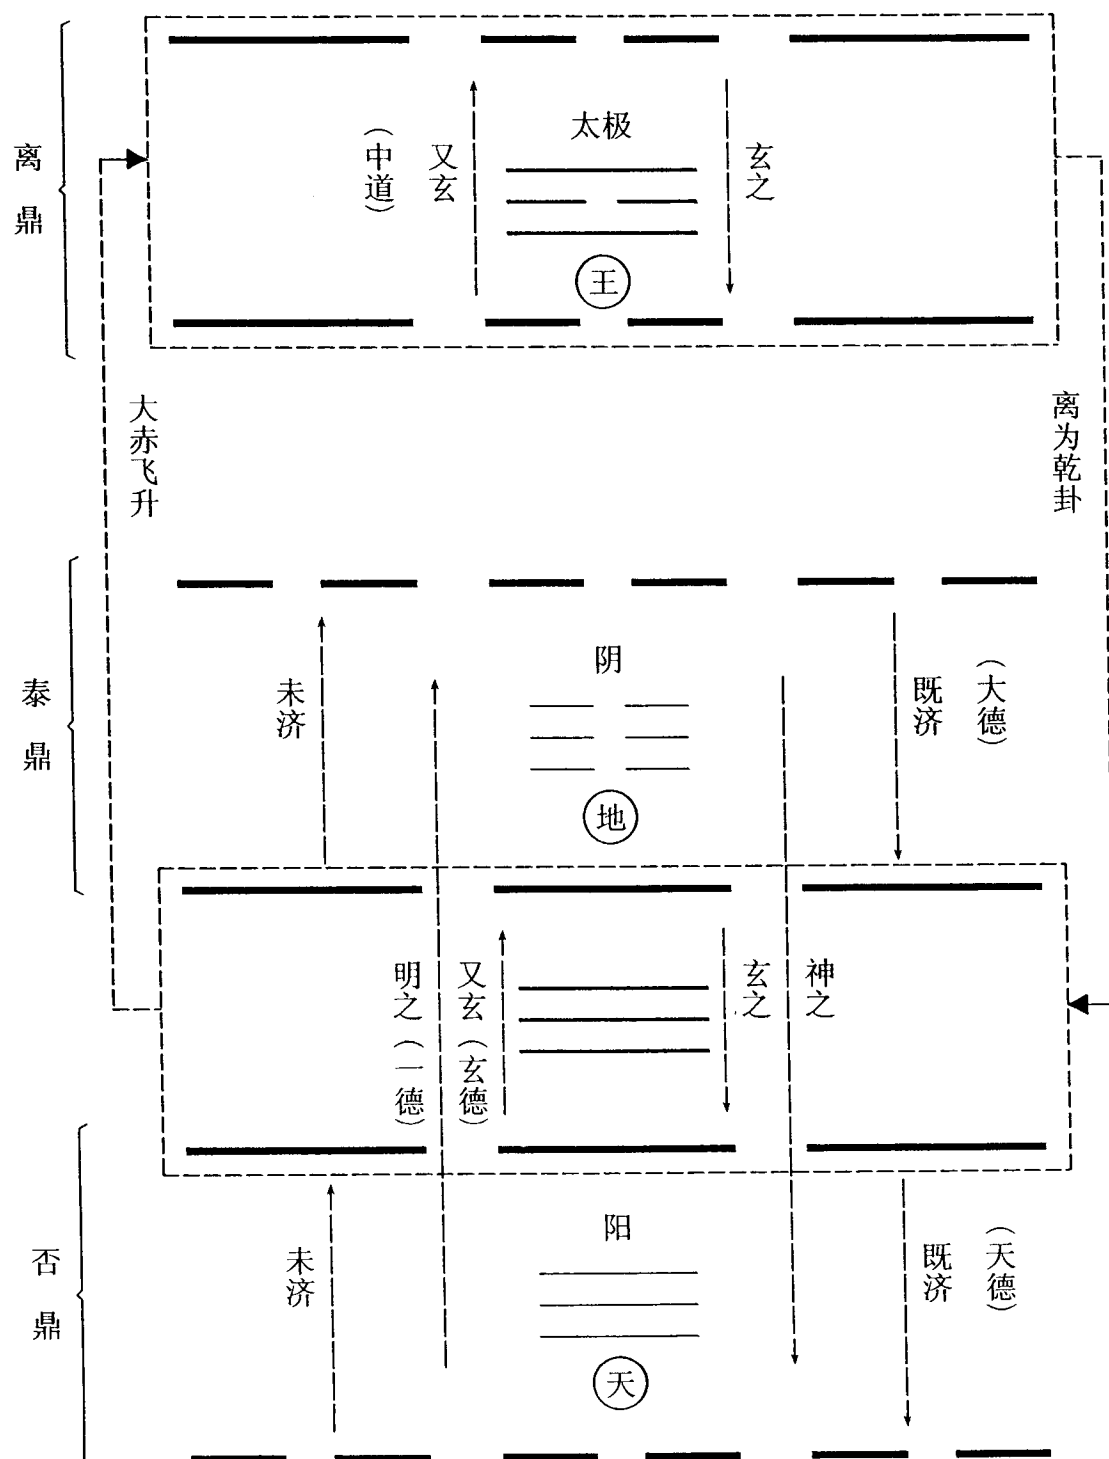 离鼎
太极
(中道)
又玄
玄之
王
大赤飞升
离为乾卦
泰鼎
阴
未济
既济
(大德)
地
明之(一德)
又玄(玄德)
玄之
神之
否鼎
阳
未济
既济
(天德)
天